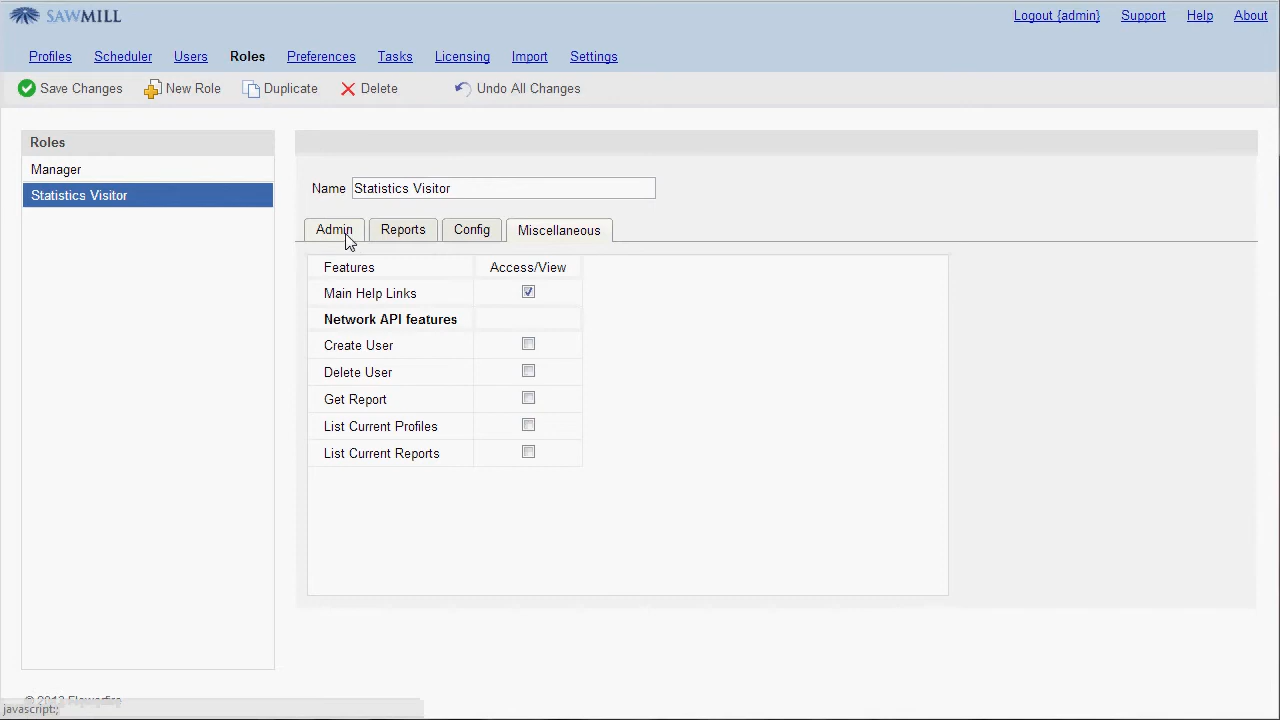 SAWMILL
Logout {admin} Support Help About
Profiles Scheduler Users Roles Preferences Tasks Licensing Import Settings
Save Changes New Role Duplicate Delete Undo All Changes
Roles
Manager
Statistics Visitor
Name Statistics Visitor
Admin Reports Config Miscellaneous
Features Access/View
Main Help Links
Network API features
Create User
Delete User
Get Report
List Current Profiles
List Current Reports
javascript:;